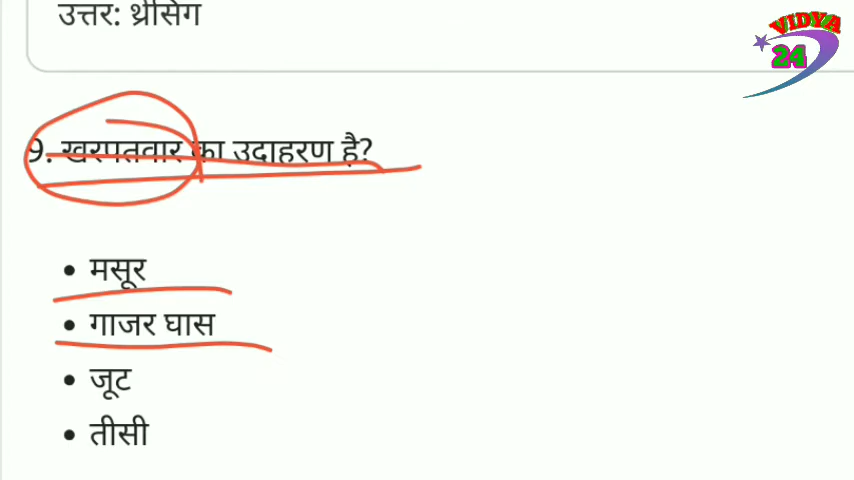 उत्तर: थ्रेसिंग
VIDYA
24
9. खरपतवार का उदाहरण है?
• मसूर
• गाजर घास
• जूट
• तीसी